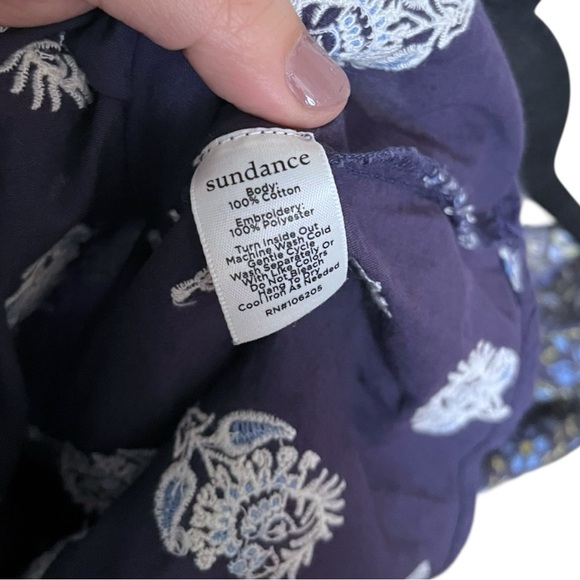 sundance
Body:
100% Cotton
Embroidery:
100% Polyester
Turn Inside Out
Machine Wash Cold
Gentle Cycle
Wash Separately Or
With Like Colors
Do Not Bleach
Hang To Dry
Cool Iron As Needed
RN#106205